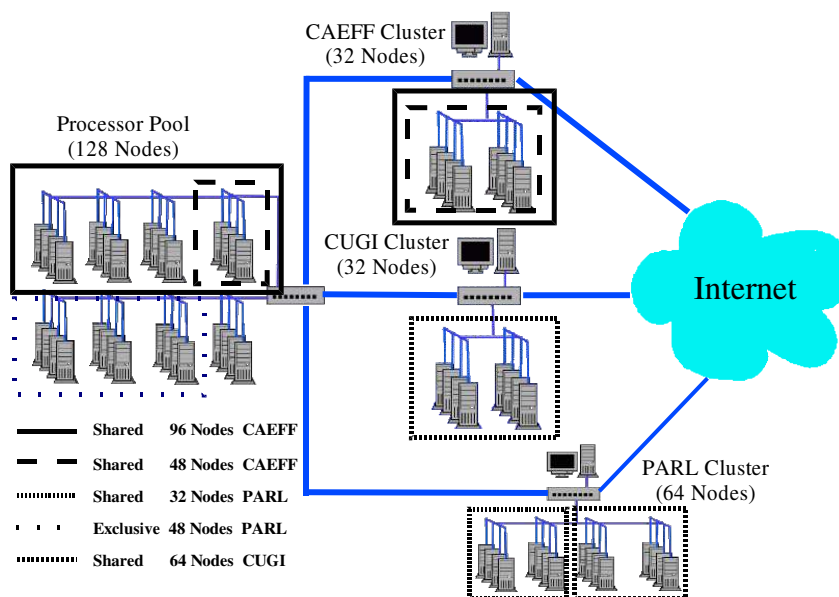 CAEFF Cluster
(32 Nodes)
Processor Pool
(128 Nodes)
CUGI Cluster
(32 Nodes)
Internet
PARL Cluster
(64 Nodes)
Shared 96 Nodes CAEFF
Shared 48 Nodes CAEFF
Shared 32 Nodes PARL
Exclusive 48 Nodes PARL
Shared 64 Nodes CUGI